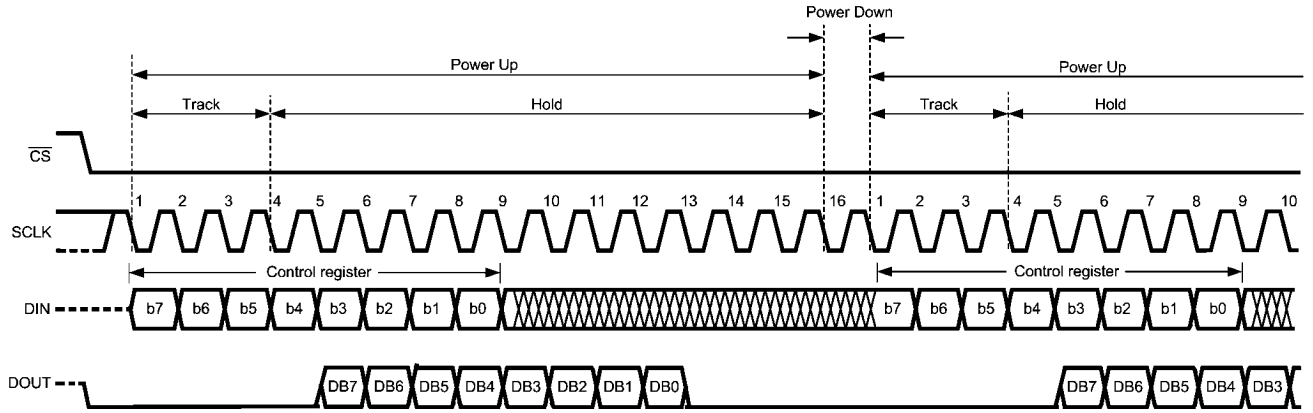 Power Down
Power Up Power Up
Track Hold Track Hold
CS
1 2 3 4 5 6 7 8 9 10 11 12 13 14 15 16 1 2 3 4 5 6 7 8 9 10
SCLK
Control register Control register
DIN b7 b6 b5 b4 b3 b2 b1 b0 b7 b6 b5 b4 b3 b2 b1 b0
DOUT DB7 DB6 DB5 DB4 DB3 DB2 DB1 DB0 DB7 DB6 DB5 DB4 DB3